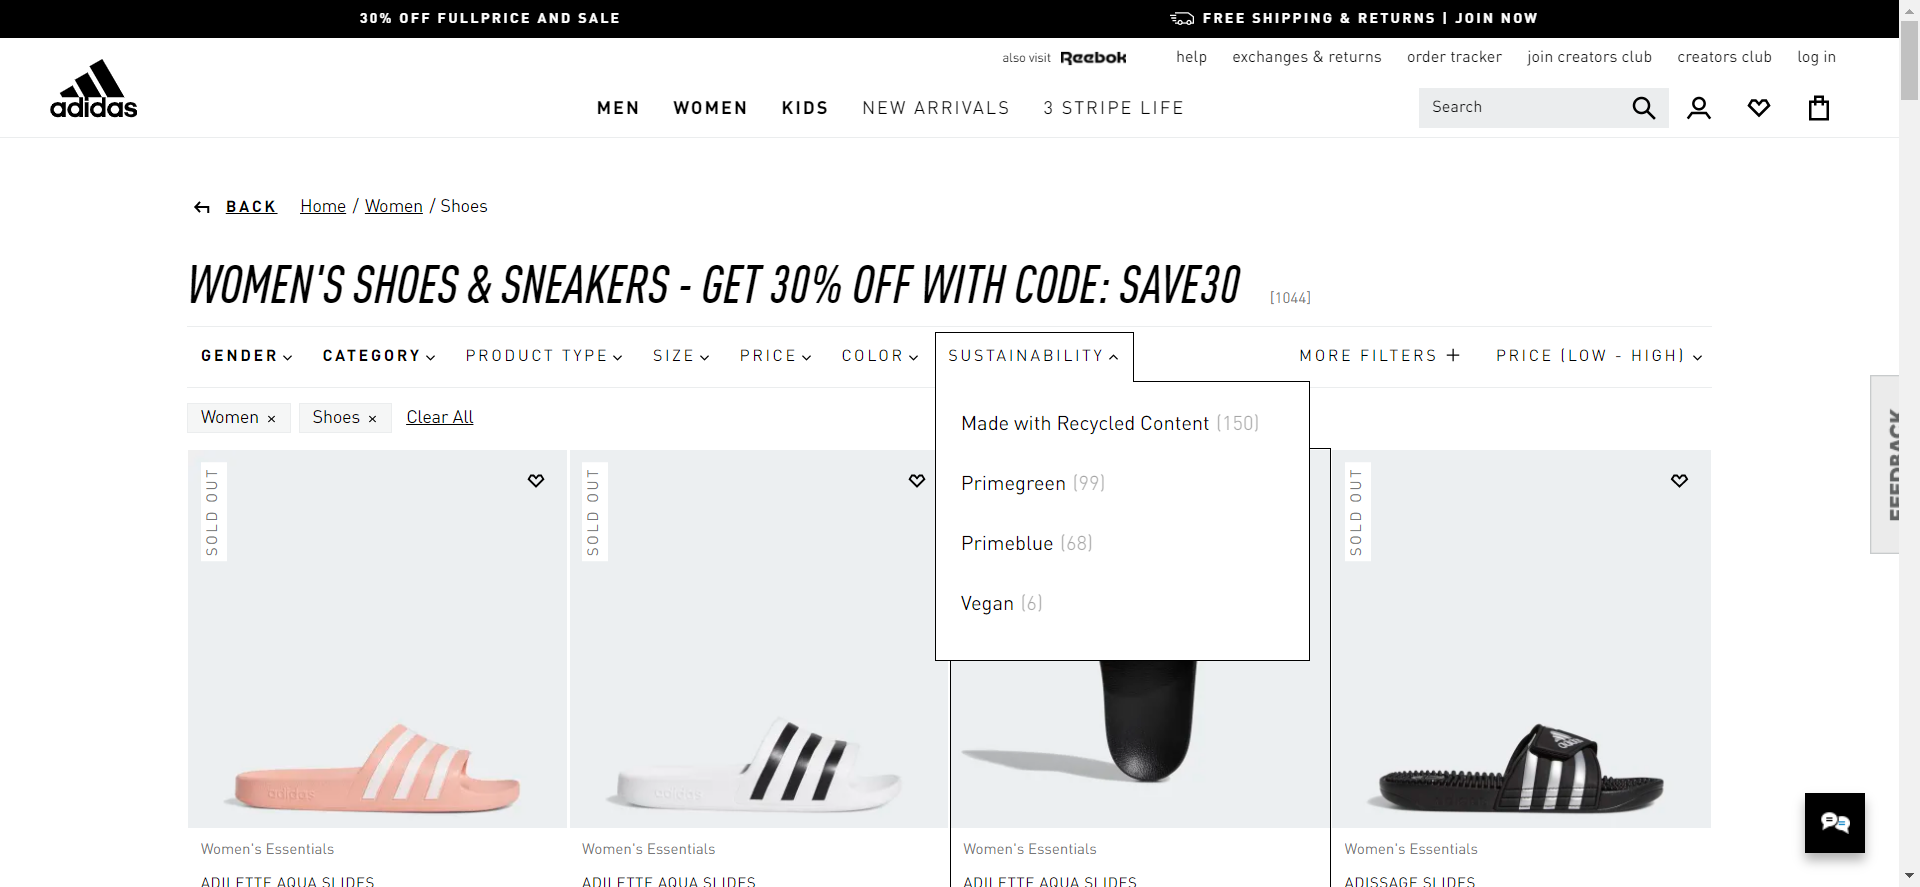 30% OFF FULLPRICE AND SALE
FREE SHIPPING & RETURNS | JOIN NOW
also visit Reebok help exchanges & returns order tracker join creators club creators club log in
adidas
MEN WOMEN KIDS NEW ARRIVALS 3 STRIPE LIFE
Search
BACK Home / Women / Shoes
WOMEN'S SHOES & SNEAKERS - GET 30% OFF WITH CODE: SAVE30 [1044]
GENDER CATEGORY PRODUCT TYPE SIZE PRICE COLOR SUSTAINABILITY MORE FILTERS + PRICE (LOW - HIGH)
Women × Shoes × Clear All
Made with Recycled Content (150)
Primegreen (99)
Primeblue (68)
Vegan (6)
FEEDBACK
SOLD OUT
SOLD OUT
SOLD OUT
adidas
adidas
adidas
Women's Essentials
ADILETTE AQUA SLIDES
Women's Essentials
ADILETTE AQUA SLIDES
Women's Essentials
ADILETTE AQUA SLIDES
Women's Essentials
ADISSAGE SLIDES